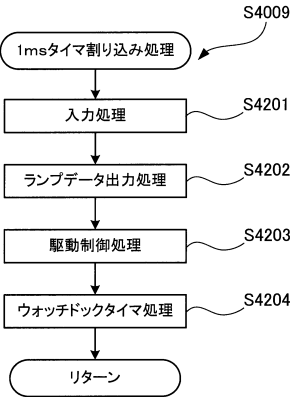 S4009
1msタイマ割り込み処理
入力処理
S4201
ランプデータ出力処理
S4202
駆動制御処理
S4203
ウォッチドックタイマ処理
S4204
リターン